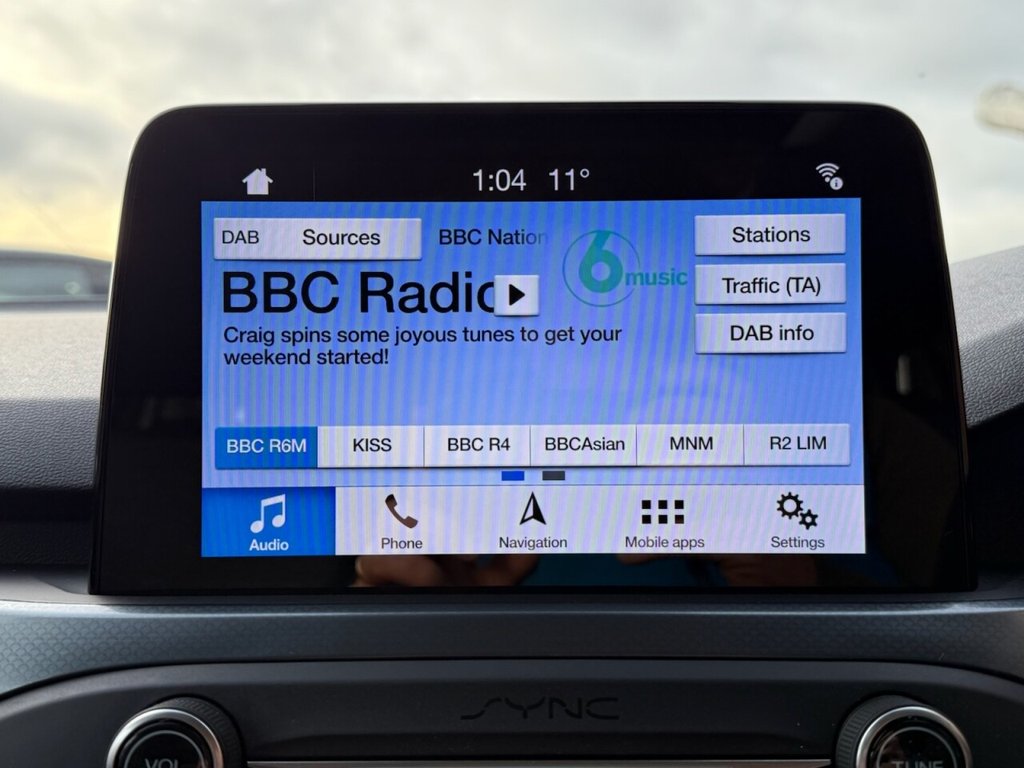 1:04 11°
DAB Sources
BBC Nation
6 music
Stations
BBC Radio
Traffic (TA)
Craig spins some joyous tunes to get your
weekend started!
DAB info
BBC R6M KISS BBC R4 BBCAsian MNM R2 LIM
Audio Phone Navigation Mobile apps Settings
SYNC
VOL TUNE